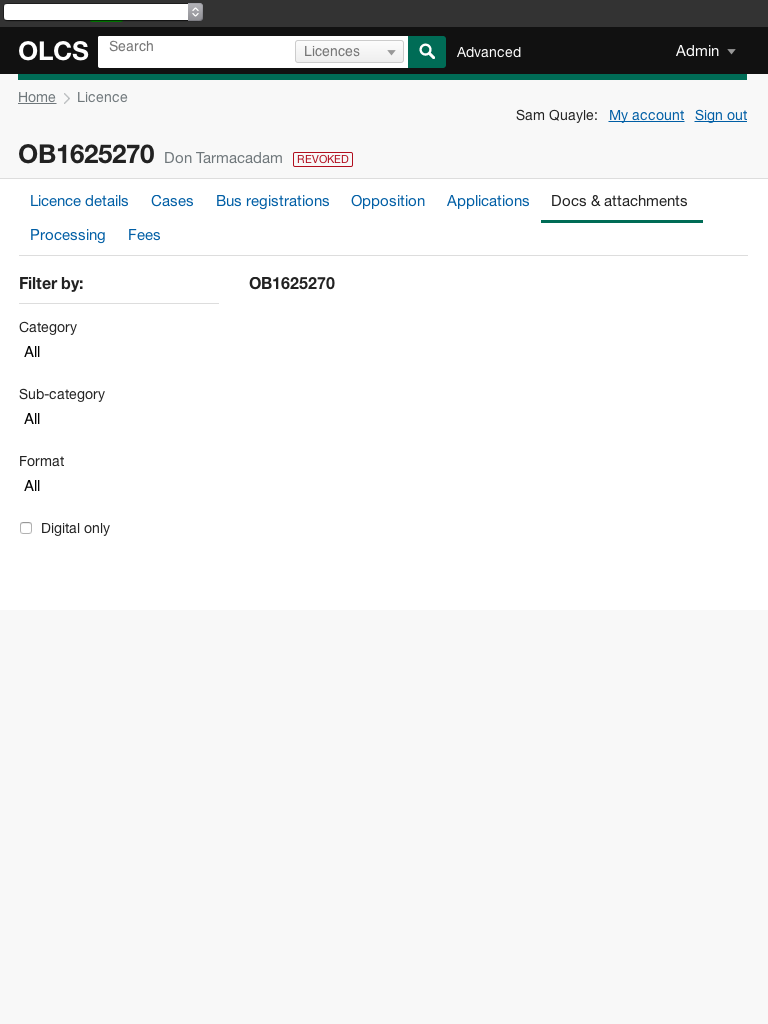 OLCS Search Licences Advanced Admin
Home Licence
Sam Quayle: My account Sign out
OB1625270 Don Tarmacadam REVOKED
Licence details Cases Bus registrations Opposition Applications Docs & attachments
Processing Fees
Filter by:
OB1625270
Category
All
Sub-category
All
Format
All
Digital only